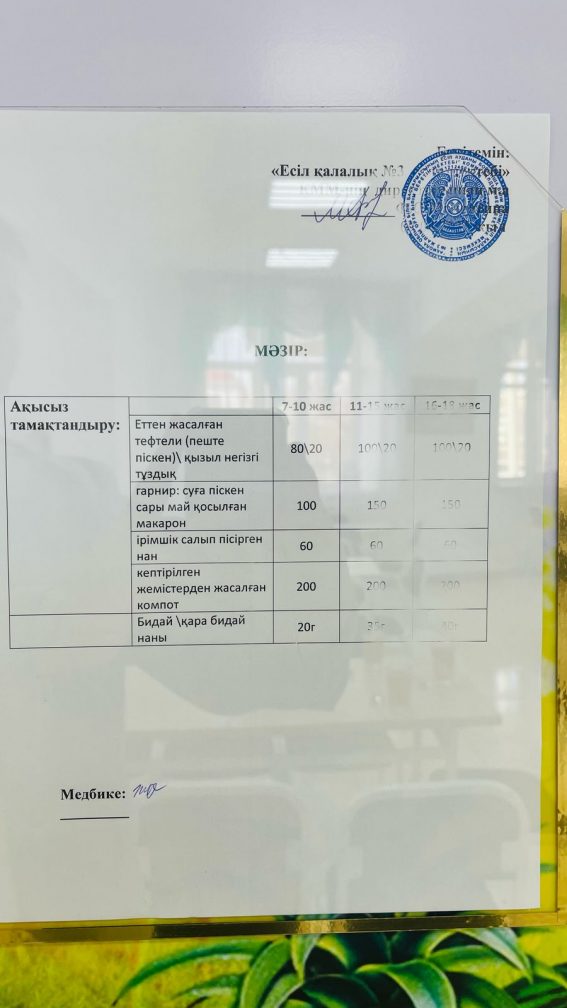 «Есіл қалалық №3
МӘЗІР:
Ақысыз тамақтандыру:
7-10 жас 11-15 жас 16-18 жас
Еттен жасалған
тефтели (пеште
піскен)\ қызыл негізгі
тұздық
80\20 100\20 100\20
гарнир: суға піскен
сары май қосылған
макарон
100 150 150
ірімшік салып пісірген
нан
60 60 60
кептірілген
жемістерден жасалған
компот
200 200 200
Бидай \қара бидай
наны
20г 35г 40г
Медбике: